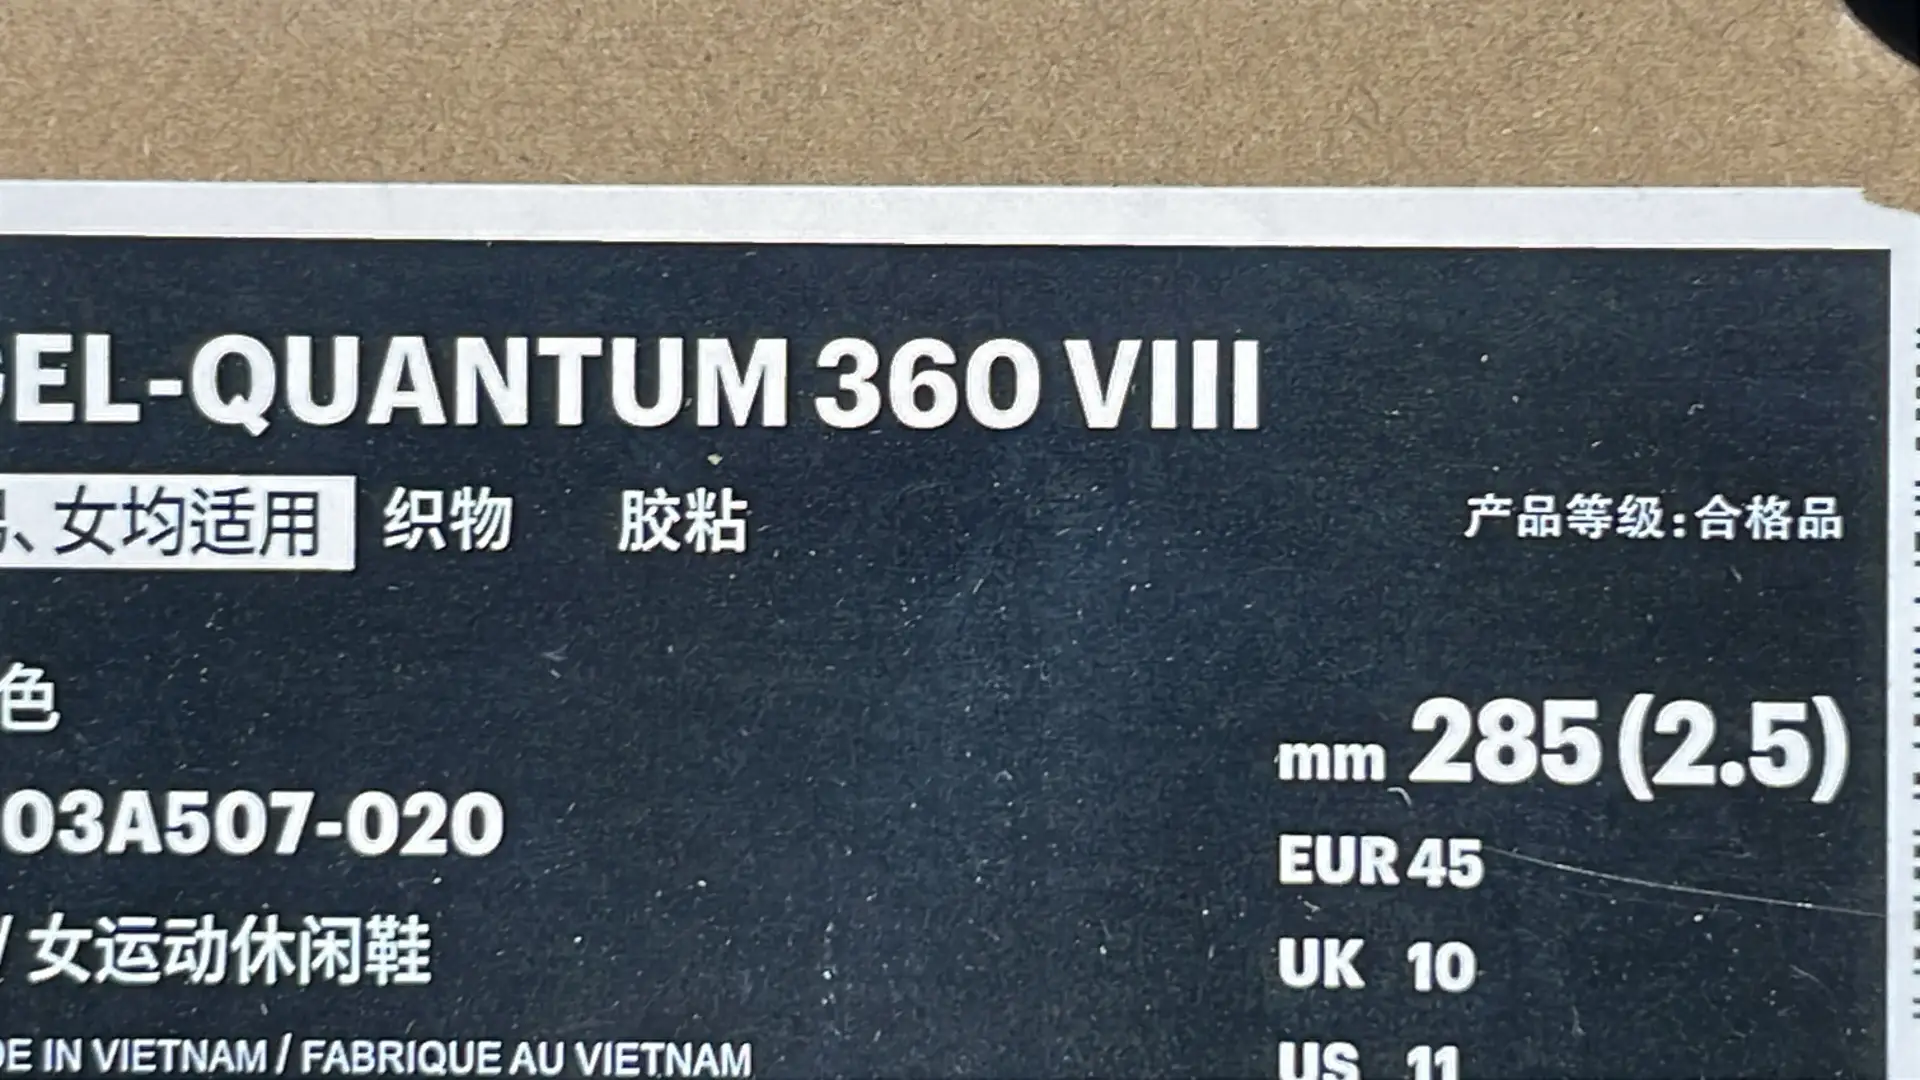 GEL-QUANTUM 360 VIII
男、女均适用 织物 胶粘 产品等级:合格品
色
mm 285 (2.5)
03A507-020
EUR 45
/ 女运动休闲鞋
UK 10
DE IN VIETNAM / FABRIQUE AU VIETNAM
US 11